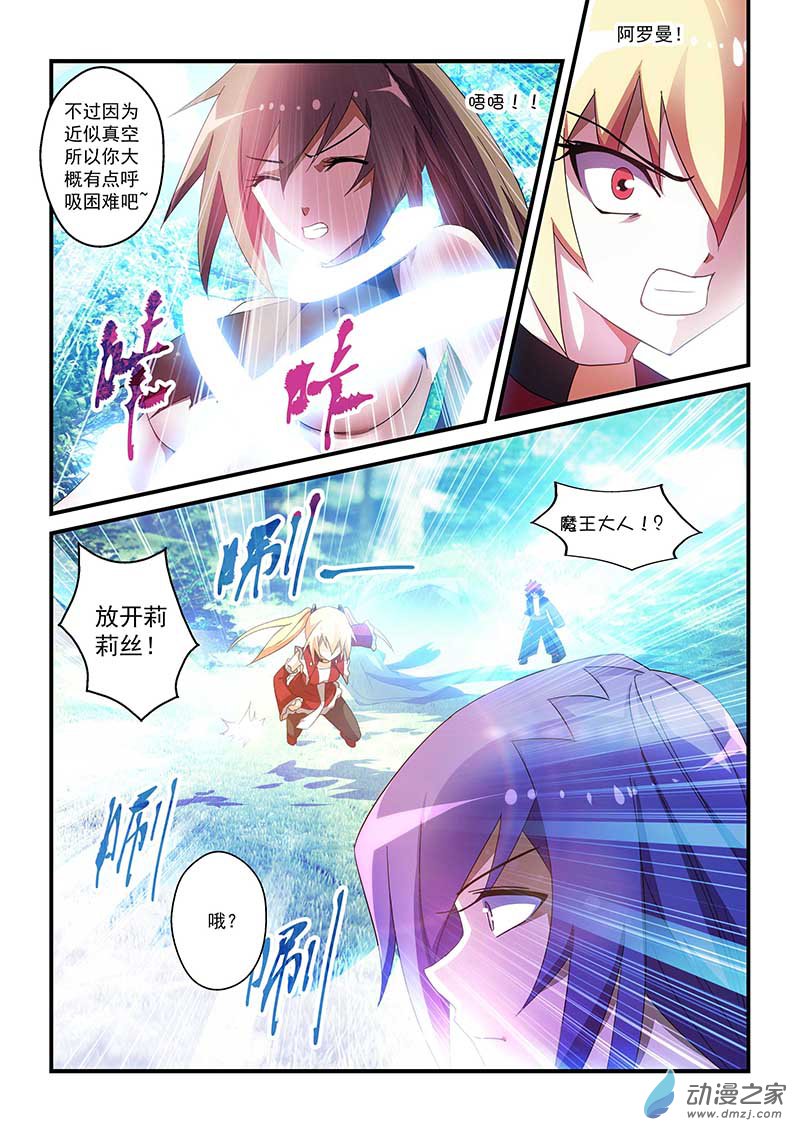 不过因为
近似真空
所以你大
概有点呼
吸困难吧~
唔唔！！
咔
咔
阿罗曼！
唰——
魔王大人！？
放开莉
莉丝！
唰
哦？
唰
动漫之家
www.dmzj.com